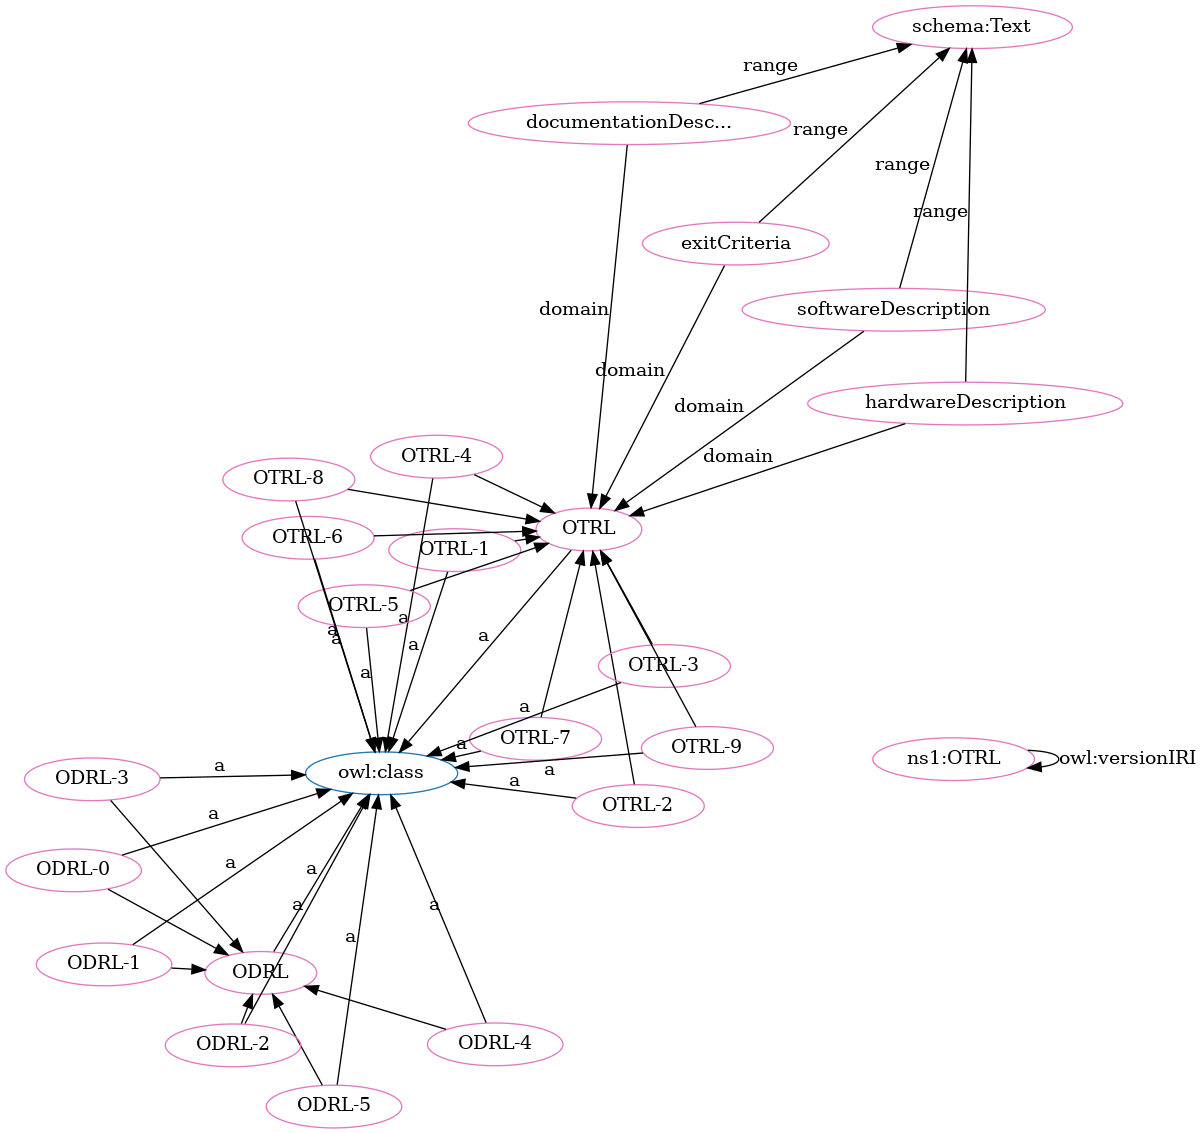 schema:Text
range
documentationDesc...
range
range
range
exitCriteria
softwareDescription
domain
domain
domain
hardwareDescription
domain
OTRL-4
OTRL-8
OTRL
OTRL-6
OTRL-1
OTRL-5
a
a
a
a
a
a
OTRL-3
a
a
OTRL-7
OTRL-9
ns1:OTRL
owl:versionIRI
a
owl:class
ODRL-3
a
a
OTRL-2
a
a
ODRL-0
a
a
a
a
ODRL-1
ODRL
ODRL-2
ODRL-4
ODRL-5